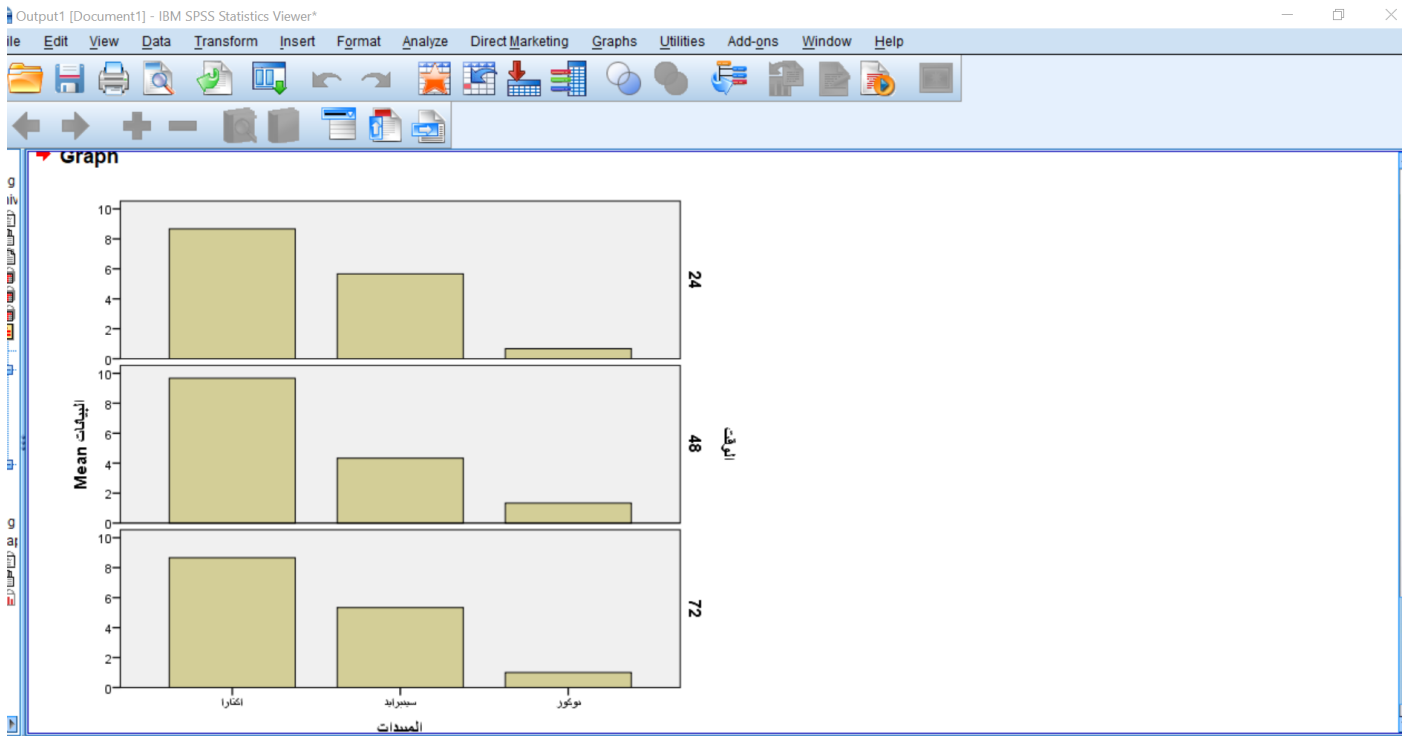 Output1 [Document1] - IBM SPSS Statistics Viewer*
ile Edit View Data Transform Insert Format Analyze Direct Marketing Graphs Utilities Add-ons Window Help
Graph
g
10
8
6
4
2
0
24
10
8
6
4
2
0
48
10
8
6
4
2
0
72
Mean البيانات
الوقت
اكتارا
سيبرايد
نوكور
المبيدات
g